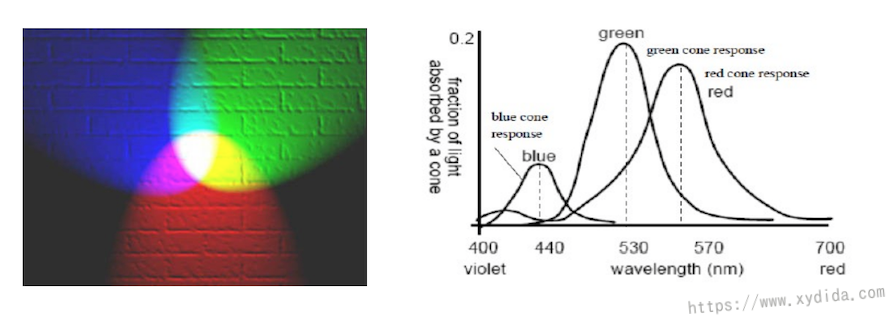 0.2
fraction of light
absorbed by a cone
green
green cone response
red cone response
red
blue cone
response
blue
400 440 530 570 700
violet wavelength (nm) red
https://www.xydida.com